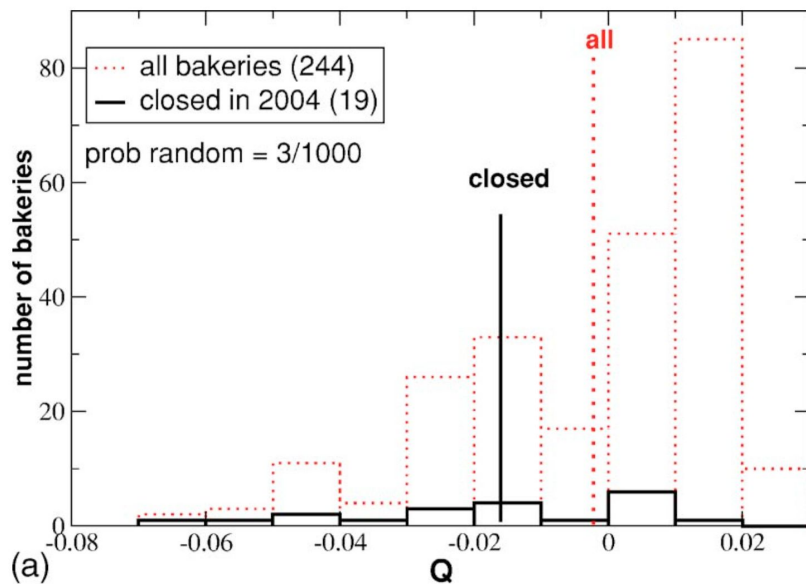 all
all bakeries (244)
closed in 2004 (19)
prob random = 3/1000
closed
number of bakeries
80
60
40
20
0
-0.08
-0.06
-0.04
-0.02
0
0.02
Q
(a)